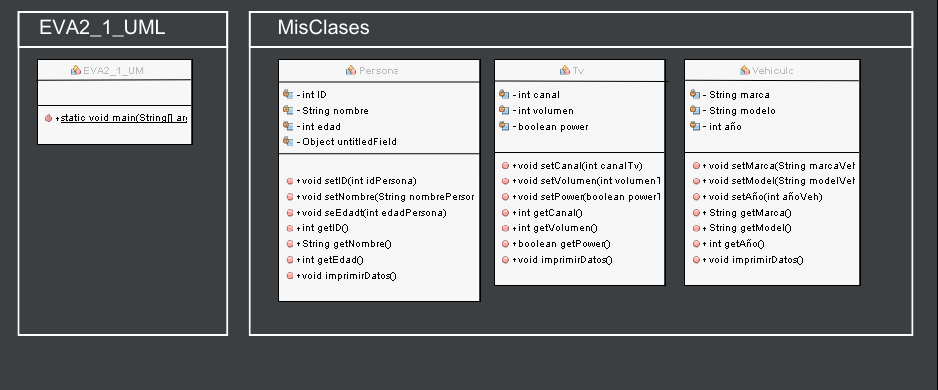 EVA2_1_UML
EVA2_1_UM
+static void main(String[] ar
MisClases
Persona
- int ID
- String nombre
- int edad
- Object untitledField
+void setID(int idPersona)
+void setNombre(String nombrePersor
+void seEdadt(int edadPersona)
+int getID()
+String getNombre()
+int getEdad()
+void imprimirDatos()
Tv
- int canal
- int volumen
- boolean power
+void setCanal(int canalTv)
+void setVolumen(int volumenT
+void setPower(boolean powerT
+int getCanal()
+int getVolumen()
+boolean getPower()
+void imprimirDatos()
Vehiculc
- String marca
- String modelo
- int año
+void setMarca(String marcaVeh
+void setModel(String modelVeh
+void setAño(int añoVeh)
+ String getMarca()
+ String getModel()
+ int getAño()
+void imprimirDatos()